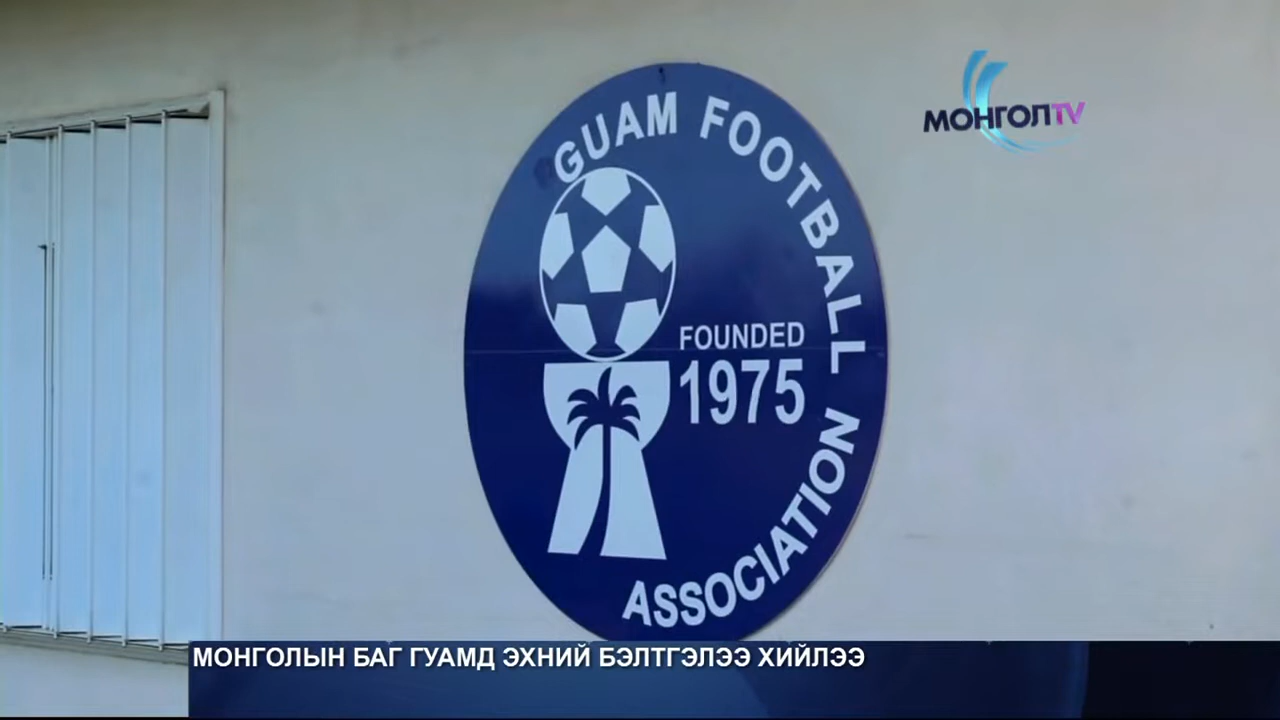 МОНГОЛTV
GUAM FOOTBALL ASSOCIATION
FOUNDED
1975
МОНГОЛЫН БАГ ГУАМД ЭХНИЙ БЭЛТГЭЛЭЭ ХИЙЛЭЭ